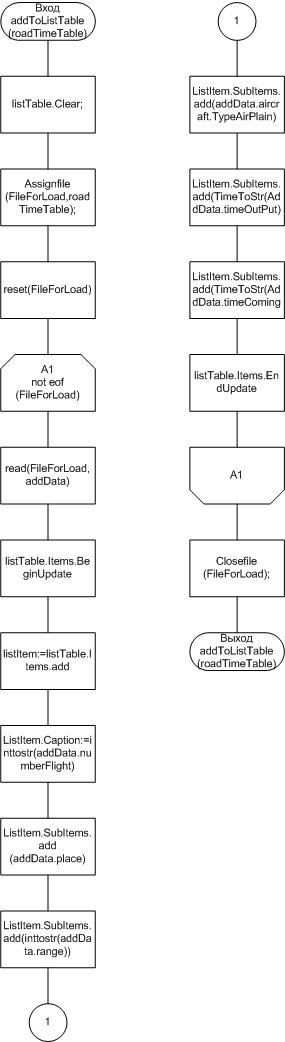 Вход
addToListTable
(roadTimeTable)
listTable.Clear;
Assignfile
(FileForLoad,road
TimeTable);
reset(FileForLoad)
A1
not eof
(FileForLoad)
read(FileForLoad,
addData)
listTable.Items.Be
ginUpdate
listItem:=listTable.I
tems.add
ListItem.Caption:=i
nttostr(addData.nu
mberFlight)
ListItem.SubItems.
add
(addData.place)
ListItem.SubItems.
add(inttostr(addDa
ta.range))
1
1
ListItem.SubItems.
add(addData.aircr
aft.TypeAirPlain)
ListItem.SubItems.
add(TimeToStr(Ad
dData.timeOutPut)
ListItem.SubItems.
add(TimeToStr(Ad
dData.timeComing
listTable.Items.En
dUpdate
A1
Closefile
(FileForLoad);
Выход
addToListTable
(roadTimeTable)